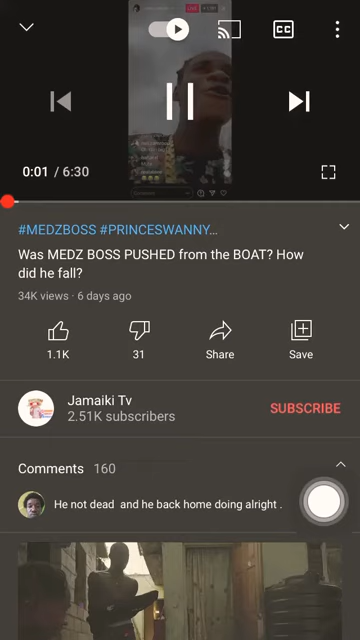 LIVE
CC
0:01 / 6:30
#MEDZBOSS #PRINCESWANNY...
Was MEDZ BOSS PUSHED from the BOAT? How
did he fall?
34K views · 6 days ago
1.1K
31
Share
Save
Jamaiki Tv
2.51K subscribers
SUBSCRIBE
Comments 160
He not dead and he back home doing alright .